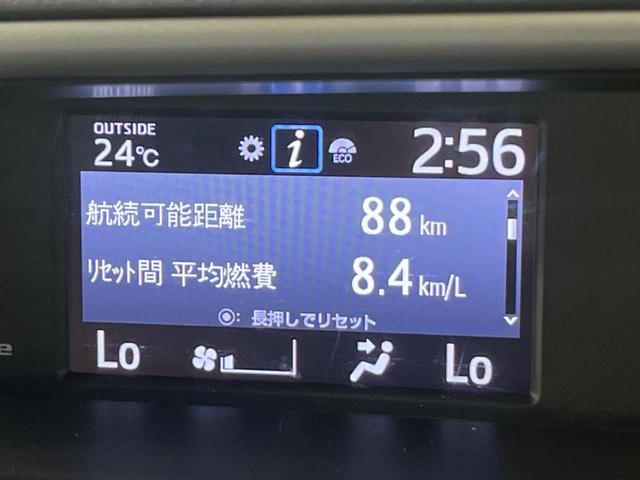 OUTSIDE
24℃
i
ECO
2:56
航続可能距離 88 km
リセット間 平均燃費 8.4 km/L
: 長押しでリセット
Lo
Lo